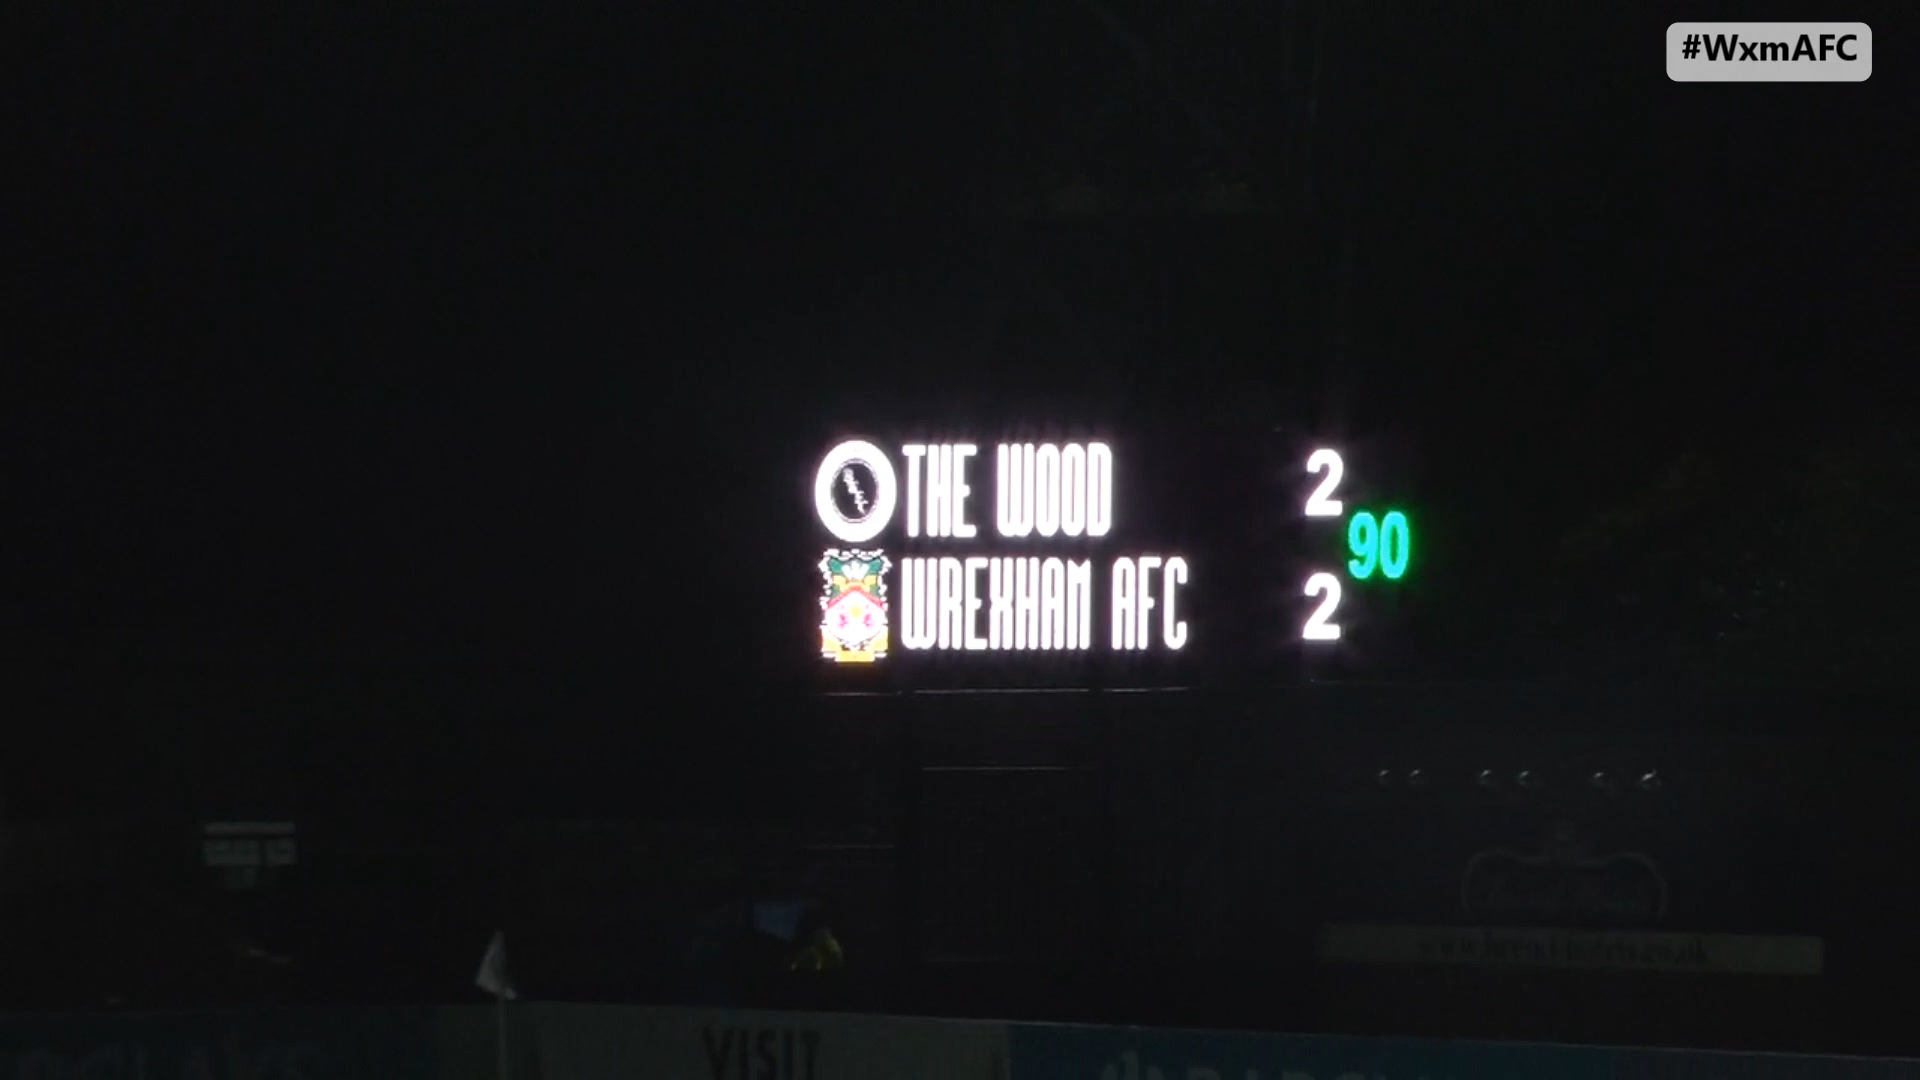 #WxmAFC
THE WOOD 2
90
WREXHAM AFC 2
VISIT